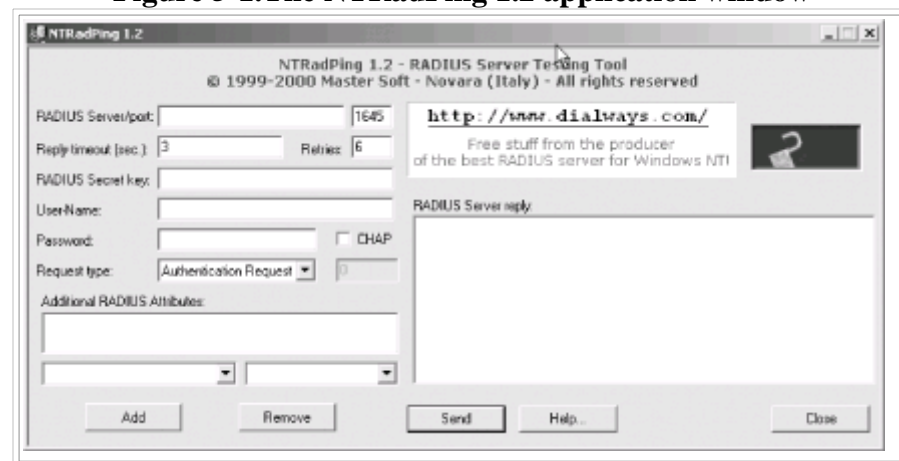 NTRadPing 1.2
NTRadPing 1.2 - RADIUS Server Testing Tool
© 1999-2000 Master Soft - Novara (Italy) - All rights reserved
RADIUS Server/port: 1645
Reply timeout (sec.): 3 Retries: 6
RADIUS Secret key:
User-Name:
Password: CHAP
Request type: Authentication Request 0
Additional RADIUS Attributes:
Add Remove
http://www.dialways.com/
Free stuff from the producer
of the best RADIUS server for Windows NT!
RADIUS Server reply:
Send Help... Close